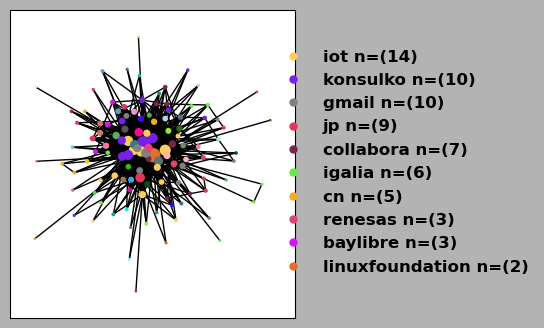 iot n=(14)
konsulko n=(10)
gmail n=(10)
jp n=(9)
collabora n=(7)
igalia n=(6)
cn n=(5)
renesas n=(3)
baylibre n=(3)
linuxfoundation n=(2)